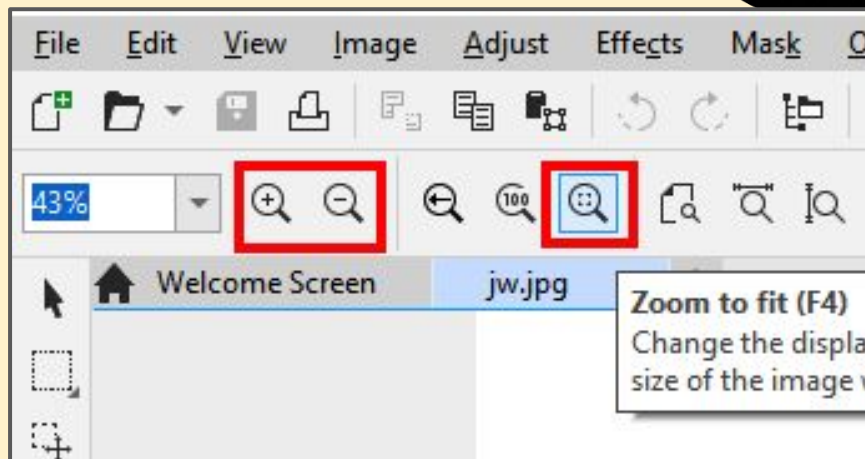 File Edit View Image Adjust Effects Mask
43%
100
Welcome Screen jw.jpg
Zoom to fit (F4)
Change the displa
size of the image